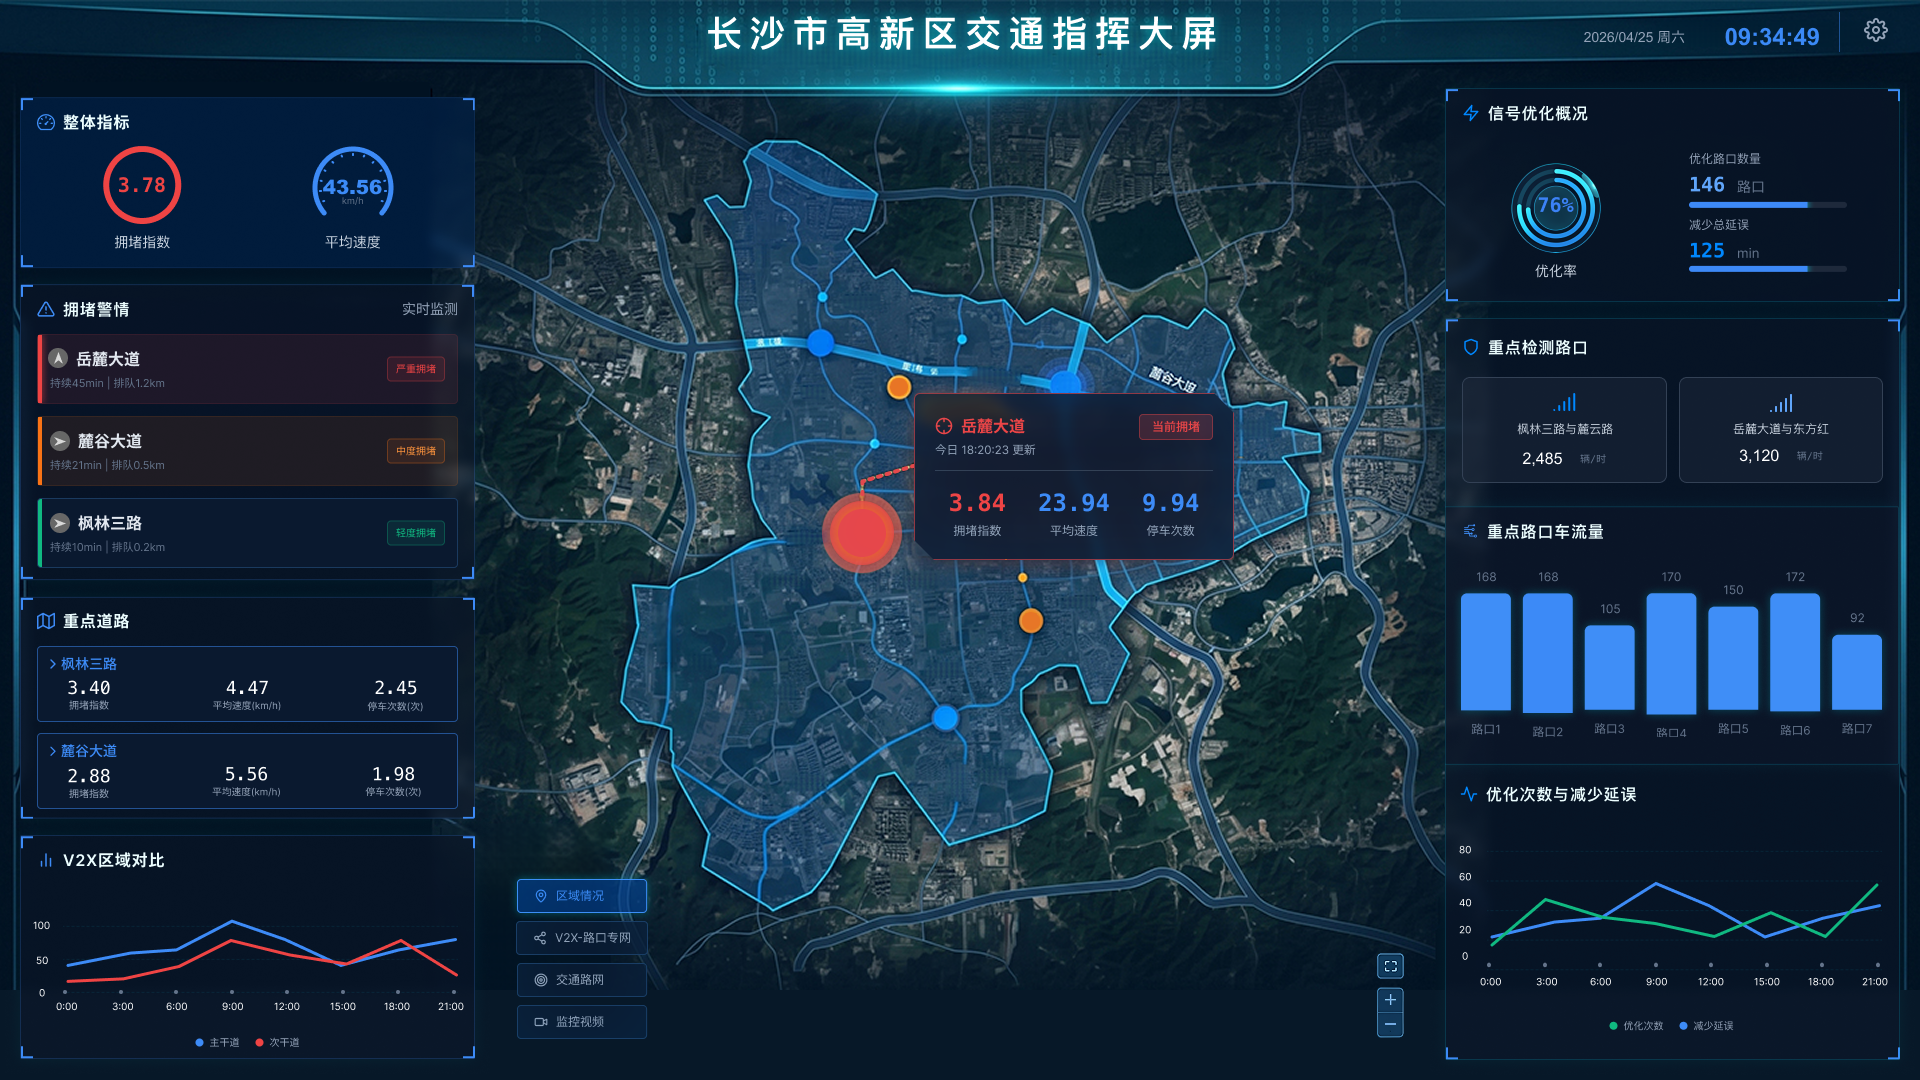 长沙市高新区交通指挥大屏
2026/04/25 周六
09:34:49
整体指标
3.78
拥堵指数
43.56
km/h
平均速度
拥堵警情
实时监测
岳麓大道
持续45min | 排队1.2km
严重拥堵
麓谷大道
持续21min | 排队0.5km
中度拥堵
枫林三路
持续10min | 排队0.2km
轻度拥堵
重点道路
枫林三路
3.40 4.47 2.45
拥堵指数 平均速度(km/h) 停车次数(次)
麓谷大道
2.88 5.56 1.98
拥堵指数 平均速度(km/h) 停车次数(次)
V2X区域对比
100
50
0
0:00 3:00 6:00 9:00 12:00 15:00 18:00 21:00
主干道 次干道
麓谷大道
岳麓大道
当前拥堵
今日 18:20:23 更新
3.84 23.94 9.94
拥堵指数 平均速度 停车次数
区域情况
V2X-路口专网
交通路网
监控视频
信号优化概况
76%
优化率
优化路口数量
146 路口
减少总延误
125 min
重点检测路口
枫林三路与麓云路
2,485 辆/时
岳麓大道与东方红
3,120 辆/时
重点路口车流量
168 168 105 170 150 172 92
路口1 路口2 路口3 路口4 路口5 路口6 路口7
优化次数与减少延误
80
60
40
20
0
0:00 3:00 6:00 9:00 12:00 15:00 18:00 21:00
优化次数 减少延误